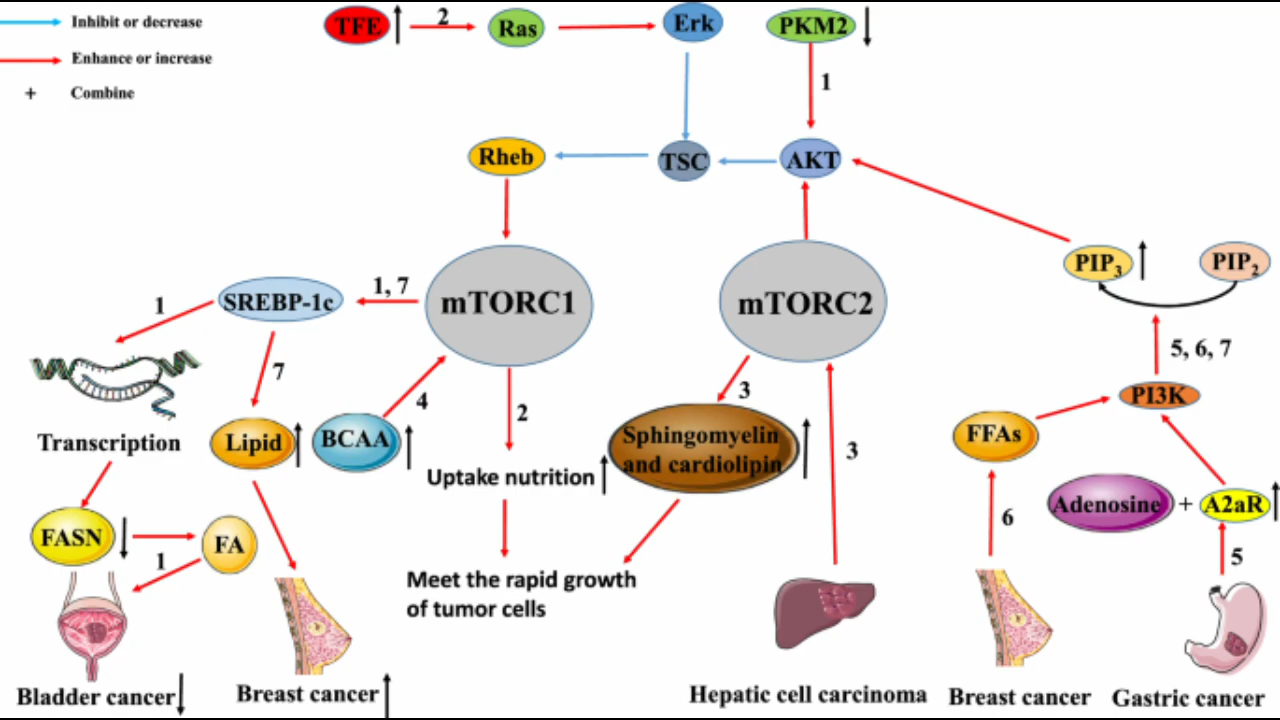 Inhibit or decrease
Enhance or increase
+ Combine
TFE
2
Ras
Erk
PKM2
1
Rheb
TSC
AKT
PIP3
PIP2
SREBP-1c
1, 7
mTORC1
mTORC2
1
7
4
2
3
3
5, 6, 7
PI3K
Transcription
Lipid
BCAA
Uptake nutrition
Sphingomyelin
and cardiolipin
FFAs
Adenosine
+
A2aR
FASN
1
FA
6
5
Meet the rapid growth
of tumor cells
Bladder cancer
Breast cancer
Hepatic cell carcinoma
Breast cancer
Gastric cancer